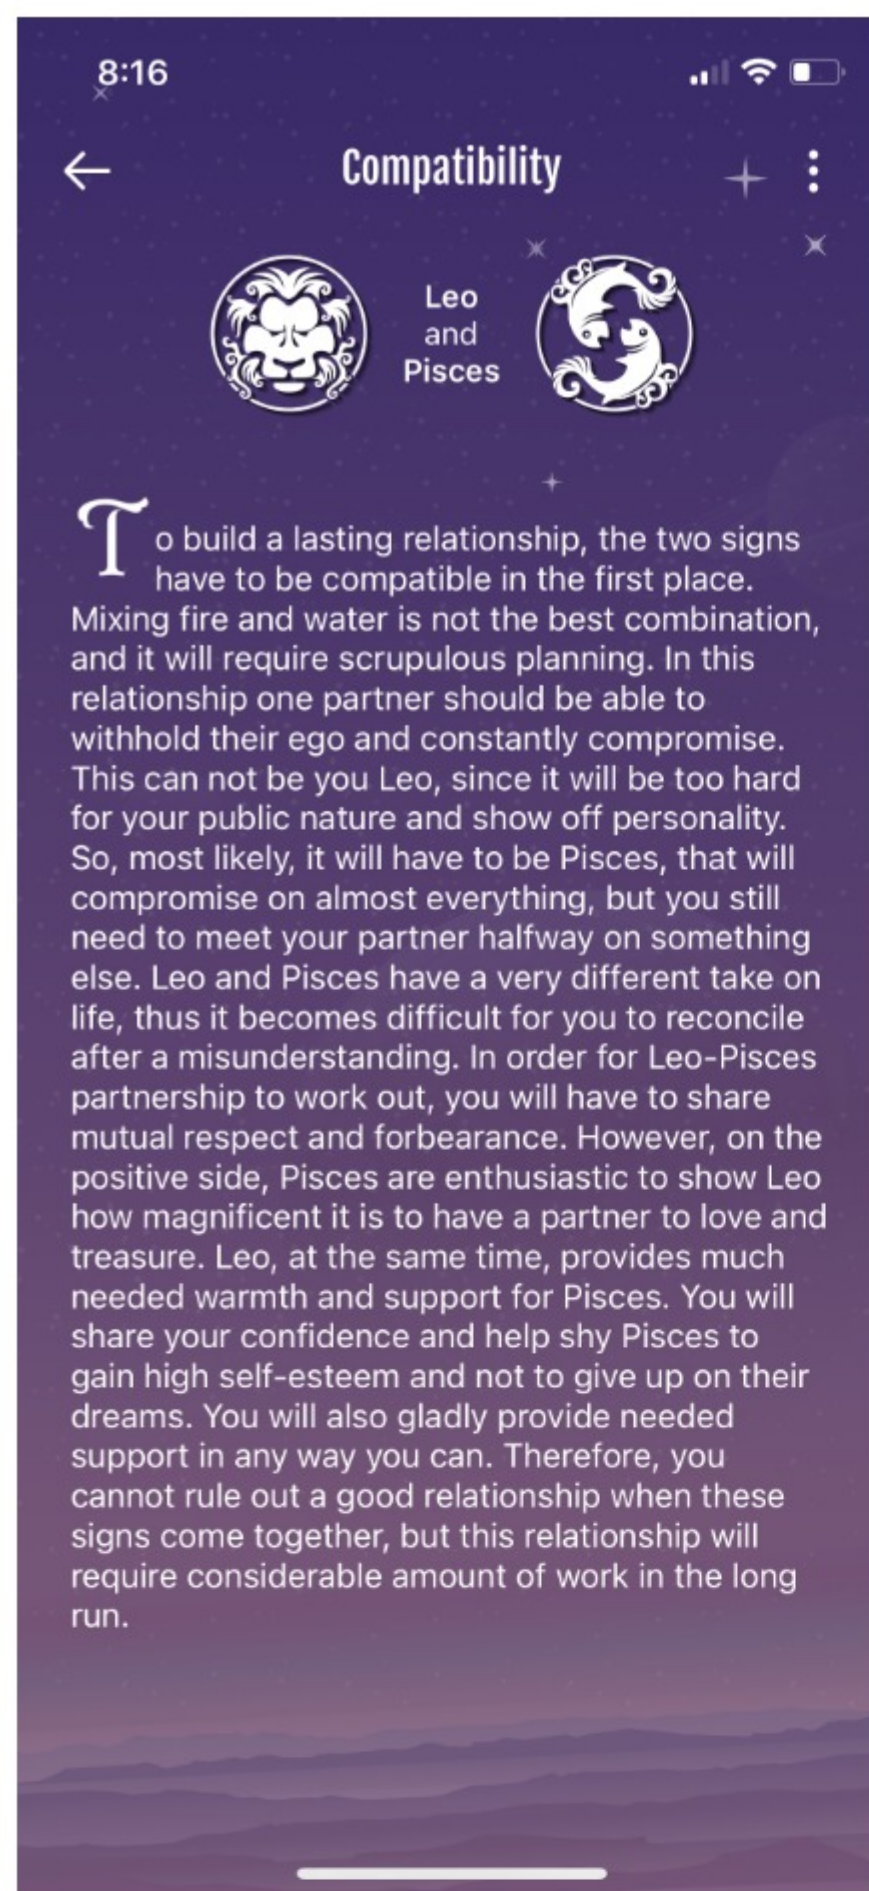 8:16
Compatibility
Leo
and
Pisces
To build a lasting relationship, the two signs
have to be compatible in the first place.
Mixing fire and water is not the best combination,
and it will require scrupulous planning. In this
relationship one partner should be able to
withhold their ego and constantly compromise.
This can not be you Leo, since it will be too hard
for your public nature and show off personality.
So, most likely, it will have to be Pisces, that will
compromise on almost everything, but you still
need to meet your partner halfway on something
else. Leo and Pisces have a very different take on
life, thus it becomes difficult for you to reconcile
after a misunderstanding. In order for Leo-Pisces
partnership to work out, you will have to share
mutual respect and forbearance. However, on the
positive side, Pisces are enthusiastic to show Leo
how magnificent it is to have a partner to love and
treasure. Leo, at the same time, provides much
needed warmth and support for Pisces. You will
share your confidence and help shy Pisces to
gain high self-esteem and not to give up on their
dreams. You will also gladly provide needed
support in any way you can. Therefore, you
cannot rule out a good relationship when these
signs come together, but this relationship will
require considerable amount of work in the long
run.